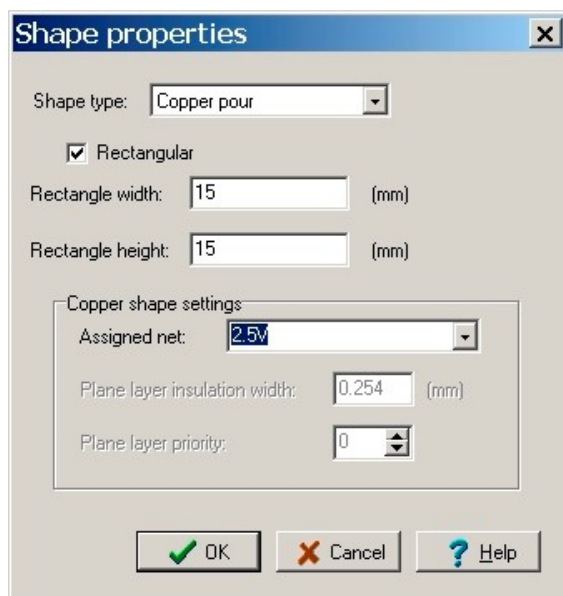 Shape properties
Shape type: Copper pour
Rectangular
Rectangle width: 15 (mm)
Rectangle height: 15 (mm)
Copper shape settings
Assigned net: 2.5V
Plane layer insulation width: 0.254 (mm)
Plane layer priority: 0
OK Cancel ? Help